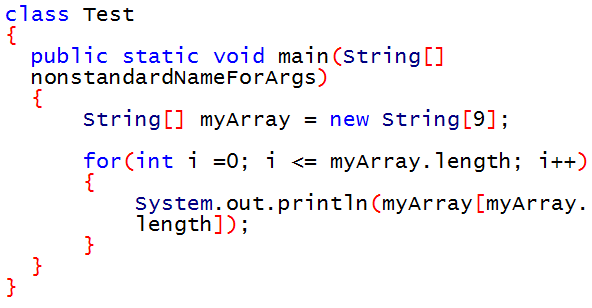 class Test
{
public static void main(String[]
nonstandardNameForArgs)
{
String[] myArray = new String[9];
for(int i =0; i <= myArray.length; i++)
{
System.out.println(myArray[myArray.
length]);
}
}
}